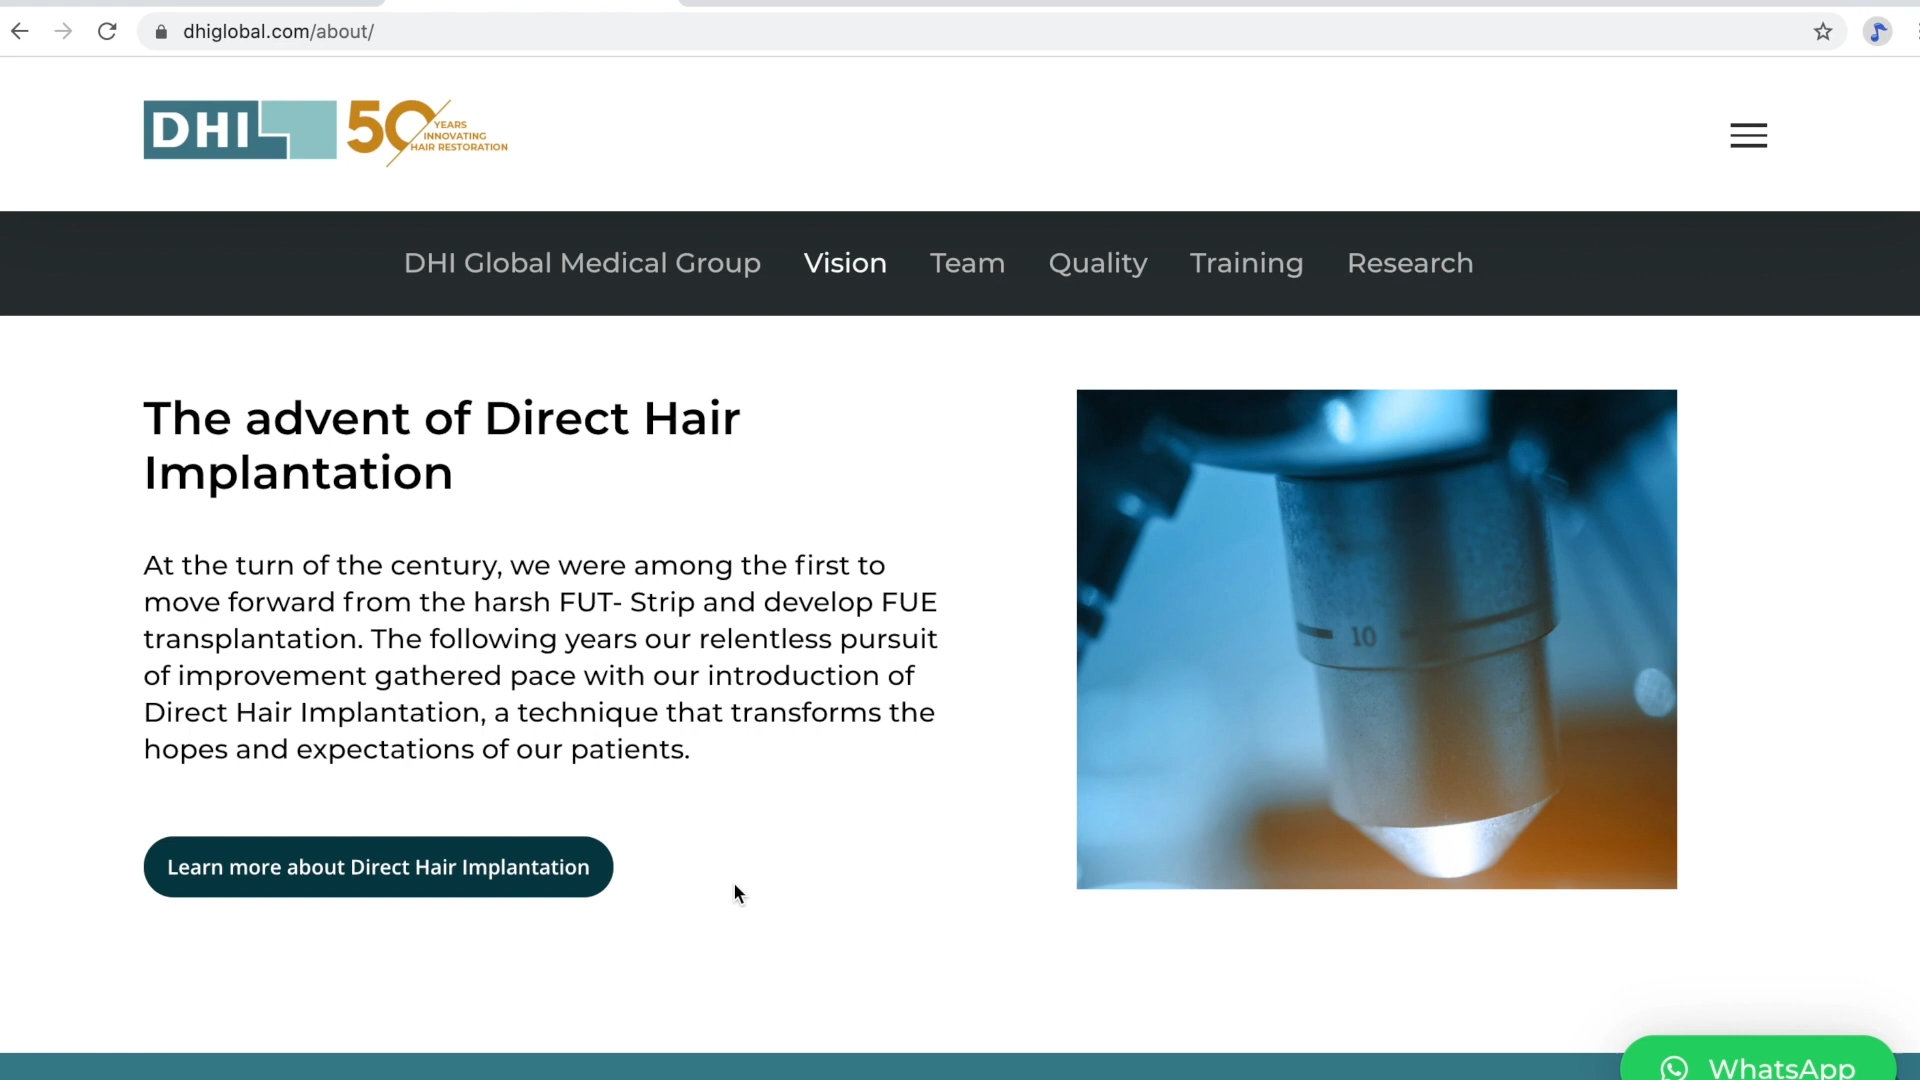 dhiglobal.com/about/
DHI
50 YEARS
INNOVATING
HAIR RESTORATION
DHI Global Medical Group Vision Team Quality Training Research
The advent of Direct Hair
Implantation
At the turn of the century, we were among the first to
move forward from the harsh FUT- Strip and develop FUE
transplantation. The following years our relentless pursuit
of improvement gathered pace with our introduction of
Direct Hair Implantation, a technique that transforms the
hopes and expectations of our patients.
10
Learn more about Direct Hair Implantation
WhatsApp